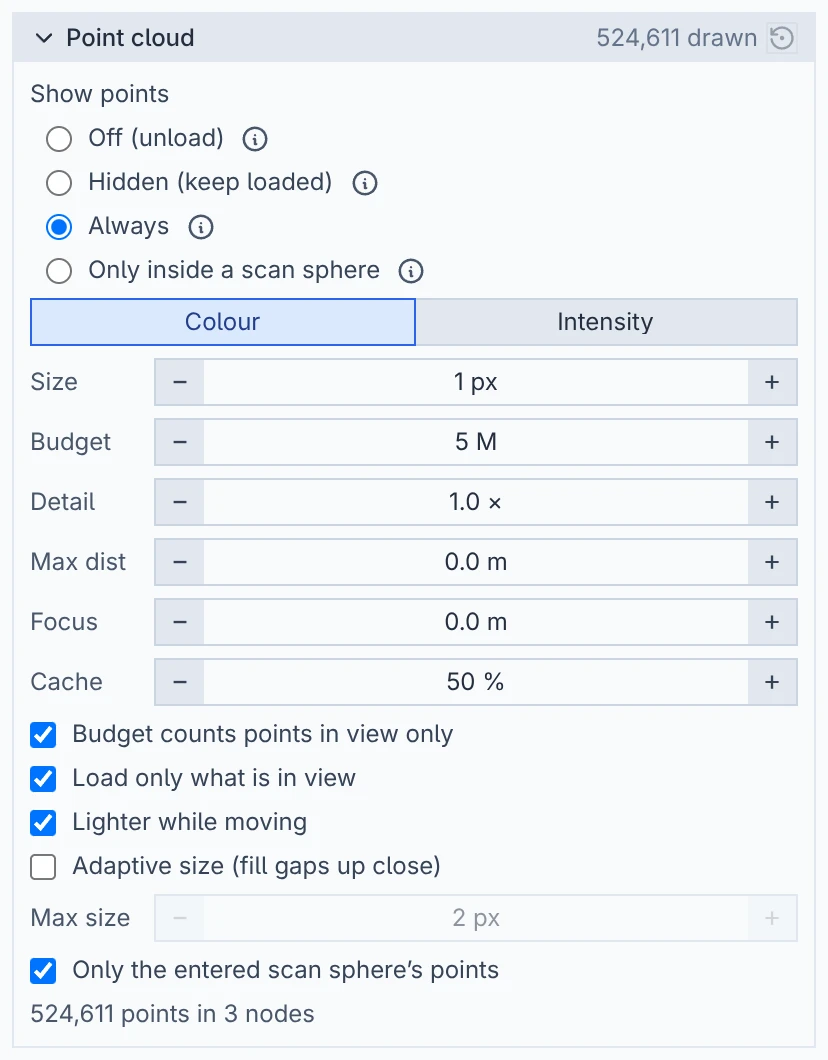 Point cloud 524,611 drawn
Show points
Off (unload)
Hidden (keep loaded)
Always
Only inside a scan sphere
Colour Intensity
Size − 1 px +
Budget − 5 M +
Detail − 1.0 × +
Max dist − 0.0 m +
Focus − 0.0 m +
Cache − 50 % +
Budget counts points in view only
Load only what is in view
Lighter while moving
Adaptive size (fill gaps up close)
Max size − 2 px +
Only the entered scan sphere’s points
524,611 points in 3 nodes